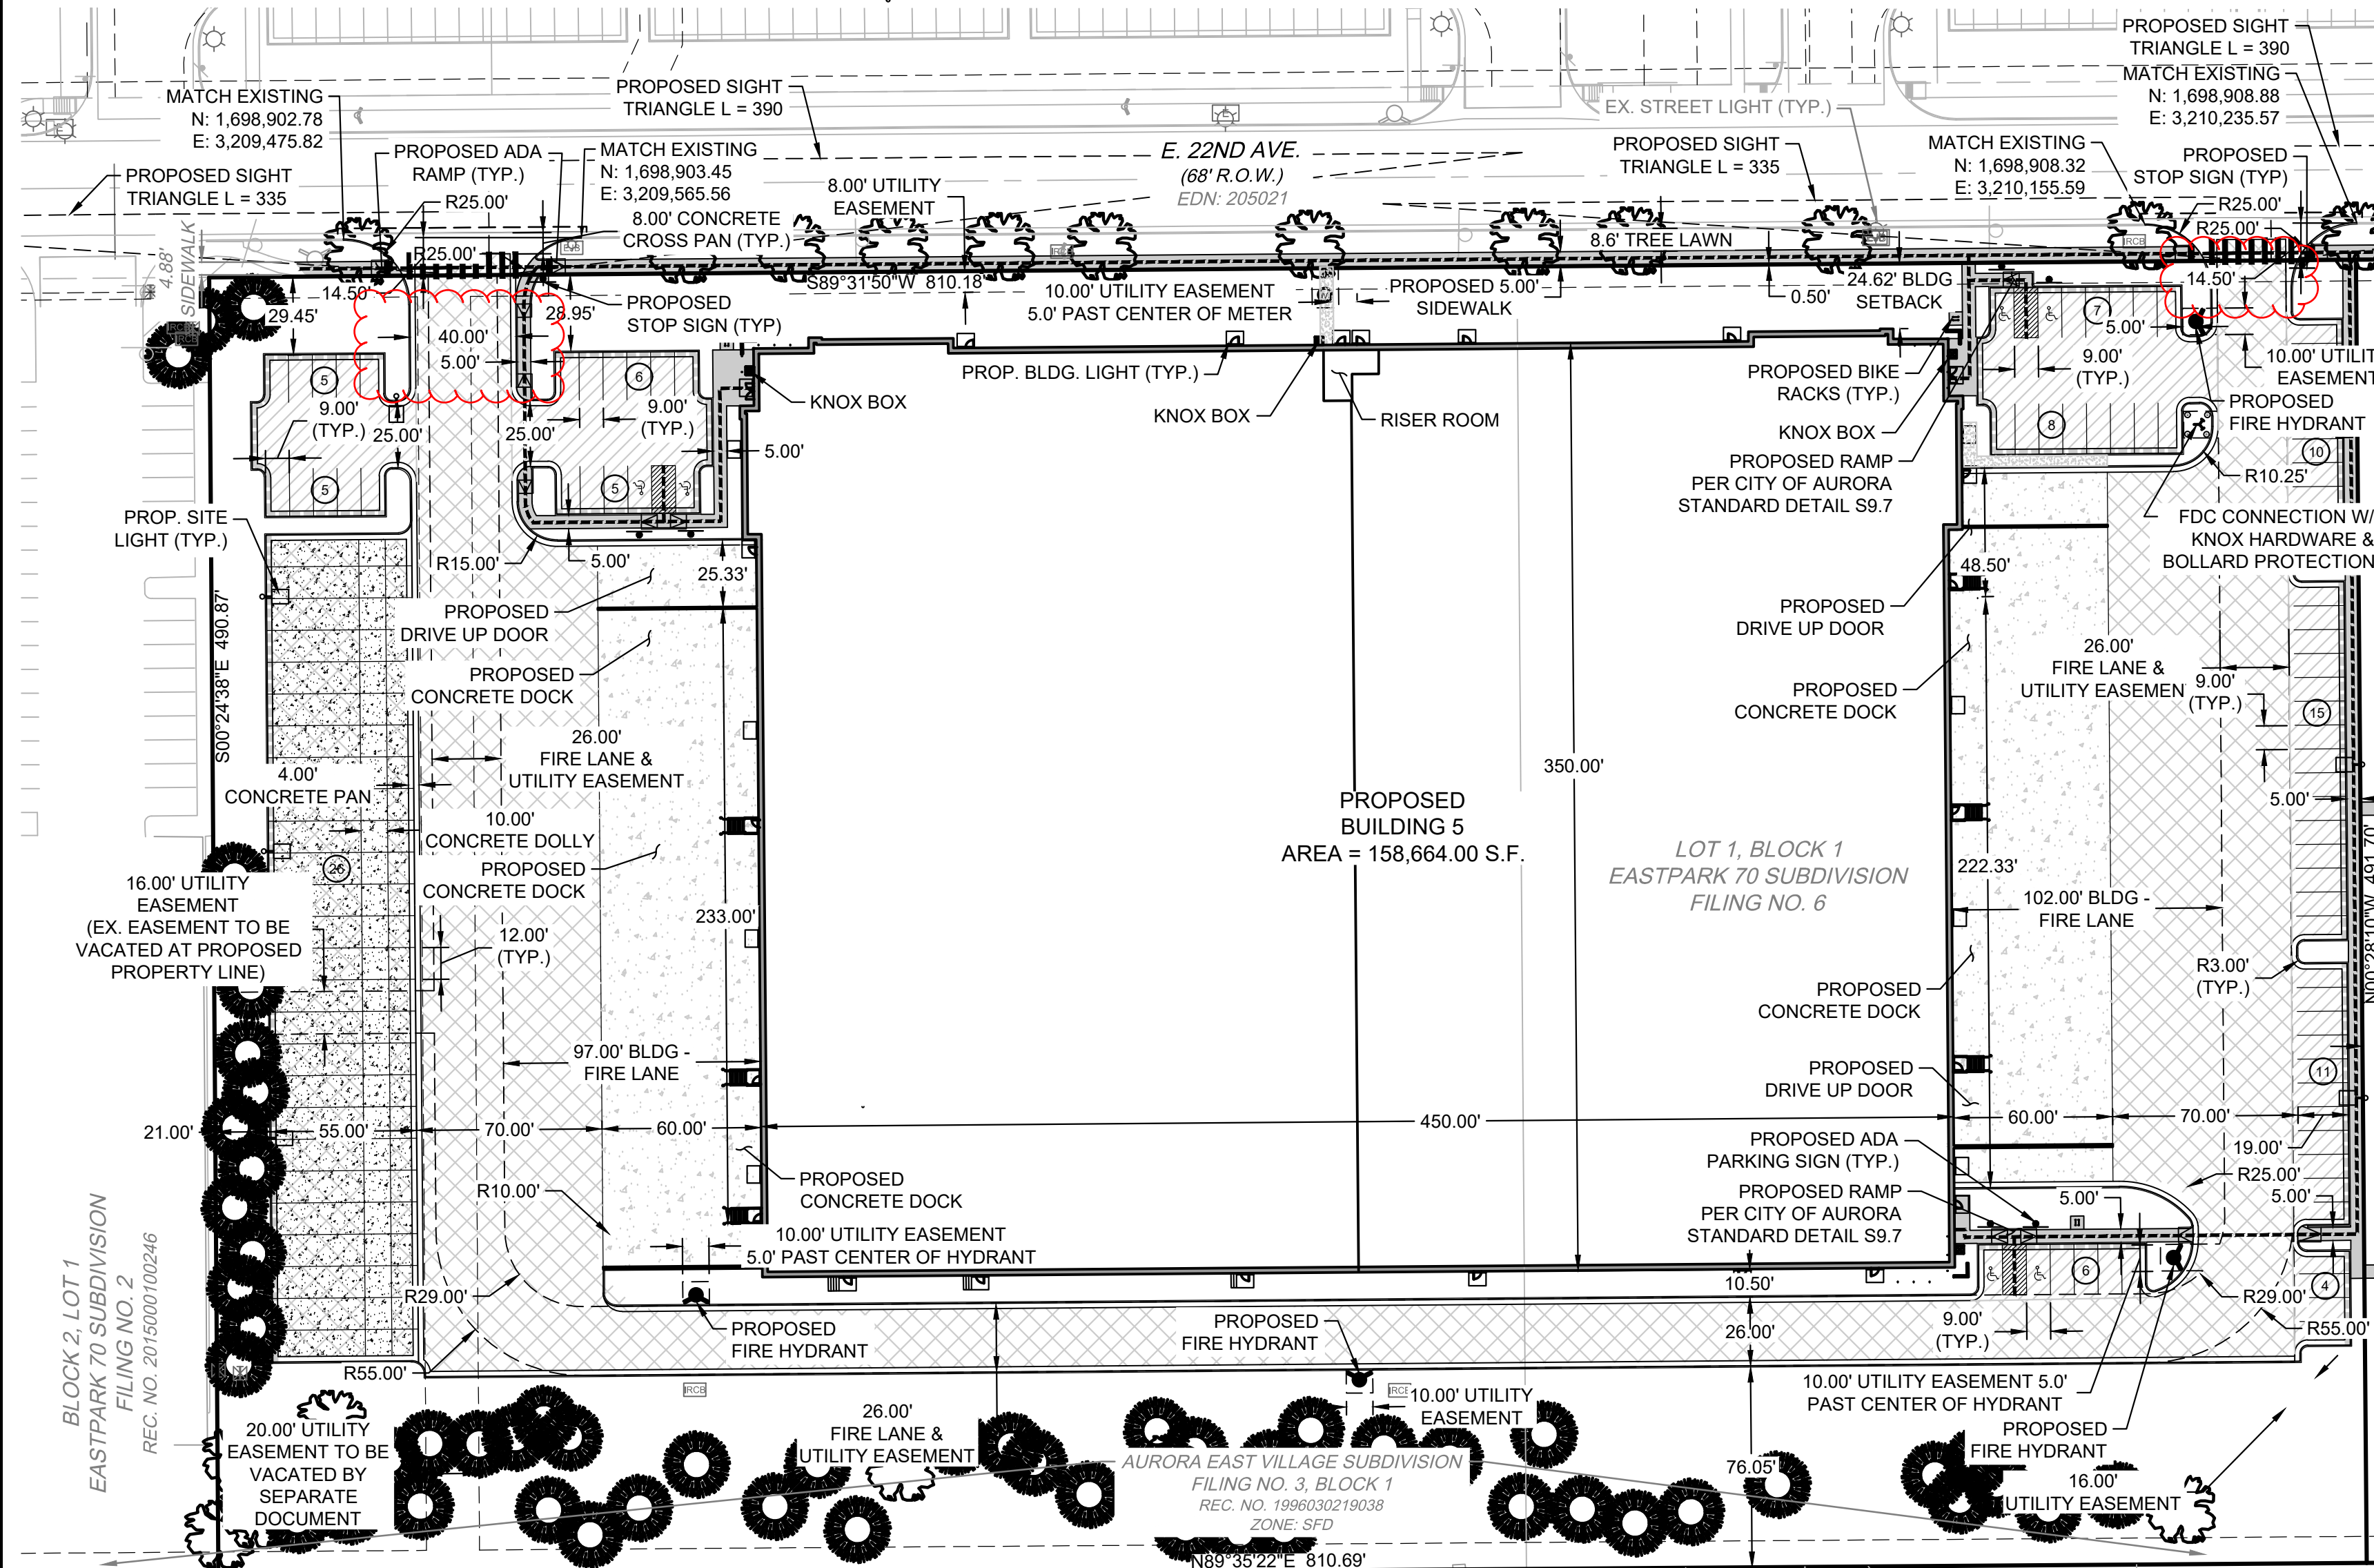 PROPOSED SIGHT
TRIANGLE L = 390
MATCH EXISTING
N: 1,698,908.88
E: 3,210,235.57
MATCH EXISTING
N: 1,698,902.78
E: 3,209,475.82
PROPOSED SIGHT
TRIANGLE L = 390
EX. STREET LIGHT (TYP.)
PROPOSED SIGHT
TRIANGLE L = 335
PROPOSED ADA
RAMP (TYP.)
R25.00'
MATCH EXISTING
N: 1,698,903.45
E: 3,209,565.56
8.00' CONCRETE
CROSS PAN (TYP.)
8.00' UTILITY
EASEMENT
E. 22ND AVE.
(68' R.O.W.)
EDN: 205021
PROPOSED SIGHT
TRIANGLE L = 335
MATCH EXISTING
N: 1,698,908.32
E: 3,210,155.59
PROPOSED
STOP SIGN (TYP)
R25.00'
R25.00'
4.88'
SIDEWALK
R25.00'
14.50'
29.45'
40.00'
5.00'
28.95'
PROPOSED
STOP SIGN (TYP)
S89°31'50"W 810.18'
10.00' UTILITY EASEMENT
5.0' PAST CENTER OF METER
8.6' TREE LAWN
PROPOSED 5.00'
SIDEWALK
0.50'
24.62' BLDG
SETBACK
14.50'
IRCB
IRCB
IRCB
5
6
9.00'
(TYP.)
25.00'
25.00'
9.00'
(TYP.)
5.00'
5
5
KNOX BOX
PROP. BLDG. LIGHT (TYP.)
KNOX BOX
RISER ROOM
PROPOSED BIKE
RACKS (TYP.)
KNOX BOX
PROPOSED RAMP
PER CITY OF AURORA
STANDARD DETAIL S9.7
7
5.00'
9.00'
(TYP.)
8
10.00' UTILIT
EASEMENT
PROPOSED
FIRE HYDRANT
10
R10.25'
FDC CONNECTION W/
KNOX HARDWARE &
BOLLARD PROTECTION
PROP. SITE
LIGHT (TYP.)
R15.00'
5.00'
25.33'
PROPOSED
DRIVE UP DOOR
PROPOSED
CONCRETE DOCK
S00°24'38"E 490.87'
26.00'
FIRE LANE &
UTILITY EASEMENT
4.00'
CONCRETE PAN
10.00'
CONCRETE DOLLY
PROPOSED
CONCRETE DOCK
26
16.00' UTILITY
EASEMENT
(EX. EASEMENT TO BE
VACATED AT PROPOSED
PROPERTY LINE)
233.00'
12.00'
(TYP.)
97.00' BLDG -
FIRE LANE
350.00'
PROPOSED
BUILDING 5
AREA = 158,664.00 S.F.
LOT 1, BLOCK 1
EASTPARK 70 SUBDIVISION
FILING NO. 6
48.50'
PROPOSED
DRIVE UP DOOR
PROPOSED
CONCRETE DOCK
26.00'
FIRE LANE &
UTILITY EASEMEN
9.00'
(TYP.)
15
5.00'
222.33'
102.00' BLDG -
FIRE LANE
R3.00'
(TYP.)
N00°28'10"W 491.70'
PROPOSED
CONCRETE DOCK
PROPOSED
DRIVE UP DOOR
11
21.00'
55.00'
70.00'
60.00'
450.00'
60.00'
70.00'
19.00'
PROPOSED ADA
PARKING SIGN (TYP.)
PROPOSED RAMP
PER CITY OF AURORA
STANDARD DETAIL S9.7
R25.00'
5.00'
5.00'
R10.00'
PROPOSED
CONCRETE DOCK
10.00' UTILITY EASEMENT
5.0' PAST CENTER OF HYDRANT
BLOCK 2, LOT 1
EASTPARK 70 SUBDIVISION
FILING NO. 2
REC. NO. 2015000100246
R29.00'
10.50'
6
4
R29.00'
R55.00'
PROPOSED
FIRE HYDRANT
PROPOSED
FIRE HYDRANT
26.00'
9.00'
(TYP.)
R55.00'
IRCB
10.00' UTILITY
EASEMENT
10.00' UTILITY EASEMENT 5.0'
PAST CENTER OF HYDRANT
PROPOSED
FIRE HYDRANT
20.00' UTILITY
EASEMENT TO BE
VACATED BY
SEPARATE
DOCUMENT
26.00'
FIRE LANE &
UTILITY EASEMENT
AURORA EAST VILLAGE SUBDIVISION
FILING NO. 3, BLOCK 1
REC. NO. 1996030219038
ZONE: SFD
76.05'
16.00'
UTILITY EASEMENT
N89°35'22"E 810.69'